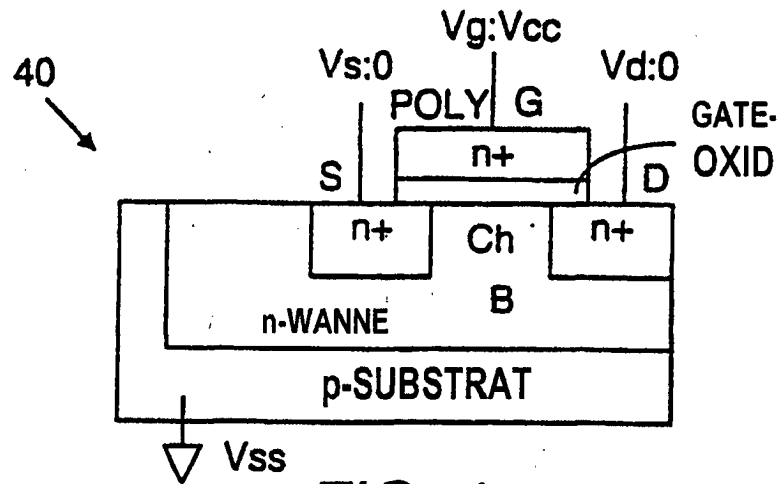 Vg:Vcc
40
Vs:0
Vd:0
POLY
G
GATE-
OXID
n+
S
D
n+
Ch
n+
B
n-WANNE
p-SUBSTRAT
Vss